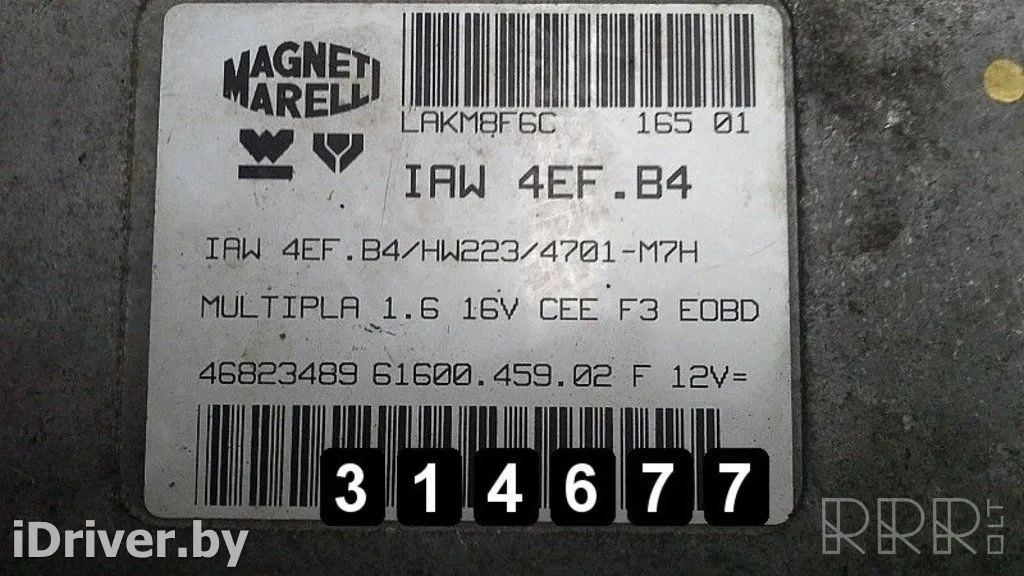 MAGNETI
MARELLI
LAKM8F6C 165 01
IAW 4EF.B4
IAW 4EF.B4/HW223/4701-M7H
MULTIPLA 1.6 16V CEE F3 EOBD
46823489 61600.459.02 F 12V=
3 1 4 6 7 7
iDriver.by
RRR.LT